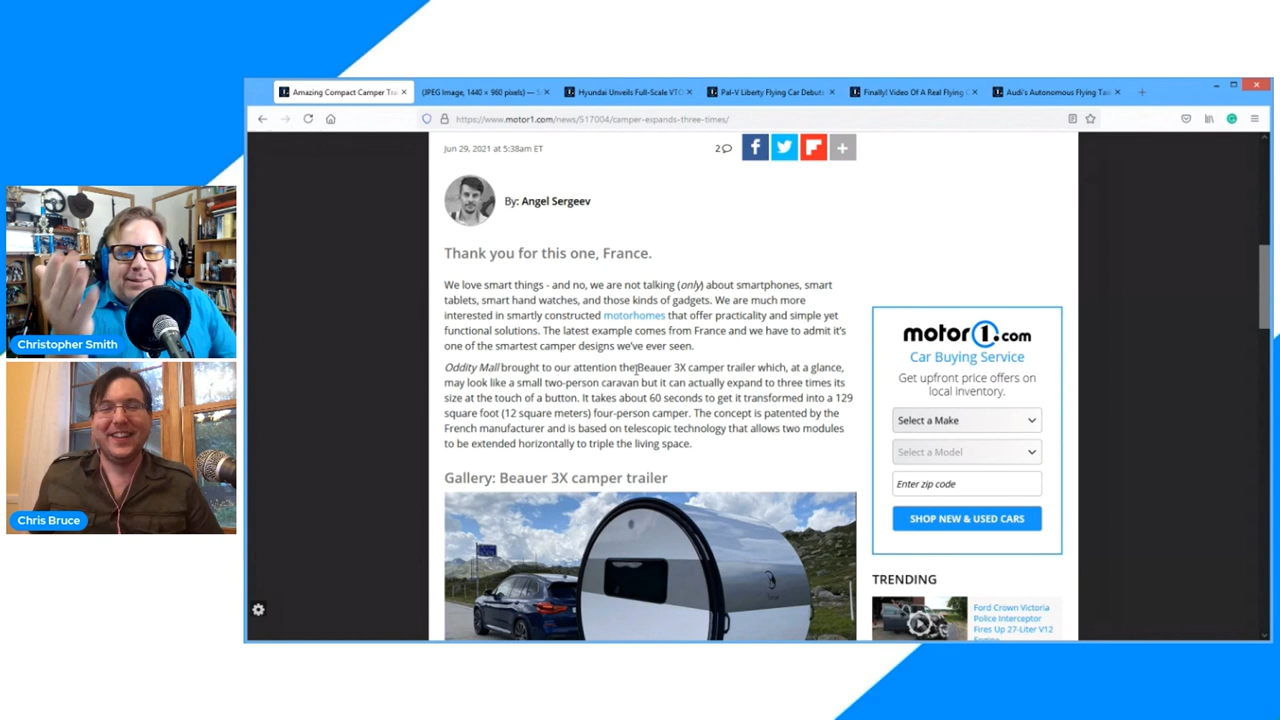 Amazing Compact Camper Tra
(JPEG Image, 1440 × 960 pixels) — S
Hyundai Unveils Full-Scale VTO
Pal-V Liberty Flying Car Debuts
Finally! Video Of A Real Flying C
Audi's Autonomous Flying Tax
https://www.motor1.com/news/517004/camper-expands-three-times/
Jun 29, 2021 at 5:38am ET
2
By: Angel Sergeev
Thank you for this one, France.
We love smart things - and no, we are not talking (only) about smartphones, smart
tablets, smart hand watches, and those kinds of gadgets. We are much more
interested in smartly constructed motorhomes that offer practicality and simple yet
functional solutions. The latest example comes from France and we have to admit it's
one of the smartest camper designs we've ever seen.
Oddity Mall brought to our attention the Beauer 3X camper trailer which, at a glance,
may look like a small two-person caravan but it can actually expand to three times its
size at the touch of a button. It takes about 60 seconds to get it transformed into a 129
square foot (12 square meters) four-person camper. The concept is patented by the
French manufacturer and is based on telescopic technology that allows two modules
to be extended horizontally to triple the living space.
Gallery: Beauer 3X camper trailer
motor1.com
Car Buying Service
Get upfront price offers on
local inventory.
Select a Make
Select a Model
Enter zip code
SHOP NEW & USED CARS
TRENDING
Ford Crown Victoria
Police Interceptor
Fires Up 27-Liter V12
Christopher Smith
Chris Bruce